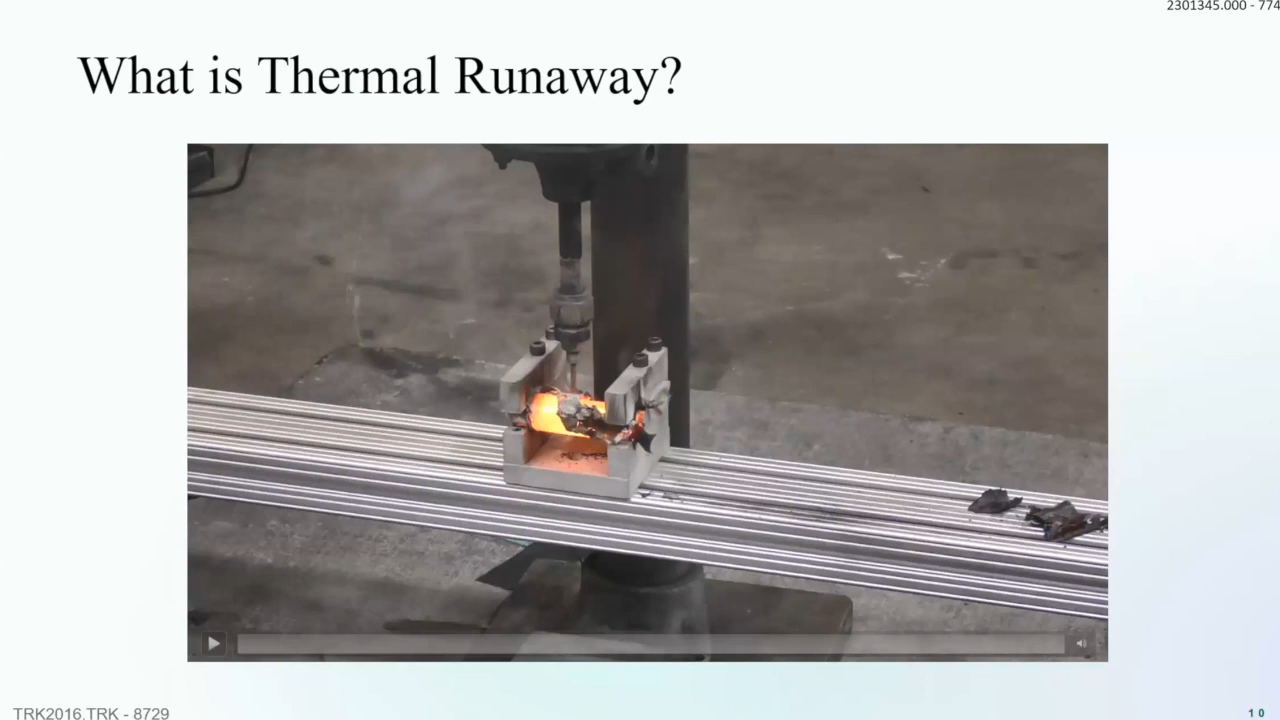 2301345.000 - 774
What is Thermal Runaway?
TRK2016.TRK - 8729
10